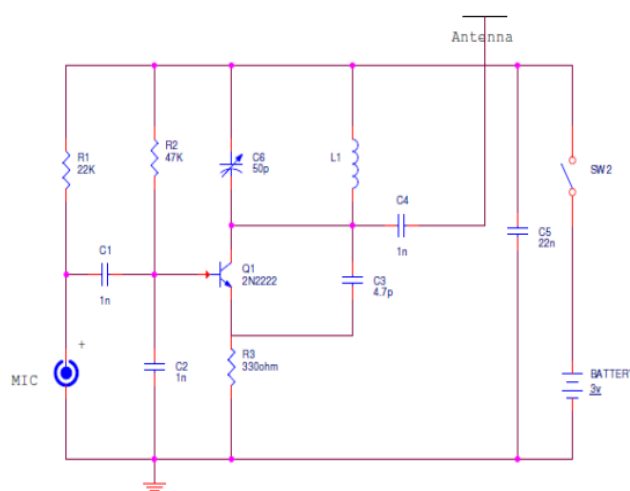 Antenna
R1
22K
R2
47K
C6
50p
L1
C4
1n
SW2
C5
22n
C1
1n
Q1
2N2222
C3
4.7p
+
MIC
C2
1n
R3
330ohm
BATTERY
3v